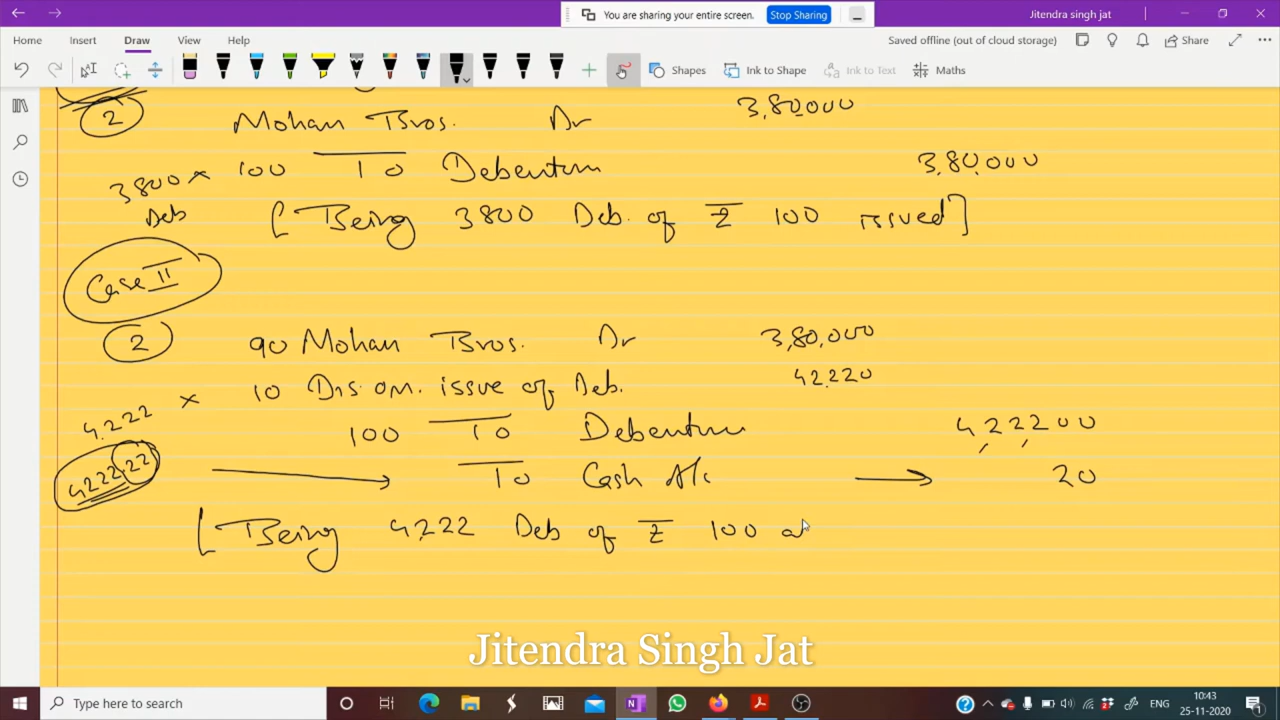 You are sharing your entire screen. Stop Sharing
Jitendra singh jat
Home Insert Draw View Help
Saved offline (out of cloud storage)
Share
Shapes Ink to Shape Ink to Text Maths
2 Mohan Bros. Dr 3,80,000
3800 × 100 To Debenture 3,80,000
Deb
[Being 3800 Deb. of ₹ 100 issued]
Case II
2 90 Mohan Bros. Dr 3,80,000
4222 × 10 Dis. on. issue of Deb. 42,220
100 To Debenture 4,22,200
4222.22 To Cash A/c 20
[Being 4222 Deb of ₹ 100 at
Jitendra Singh Jat
Type here to search
ENG
10:43
25-11-2020